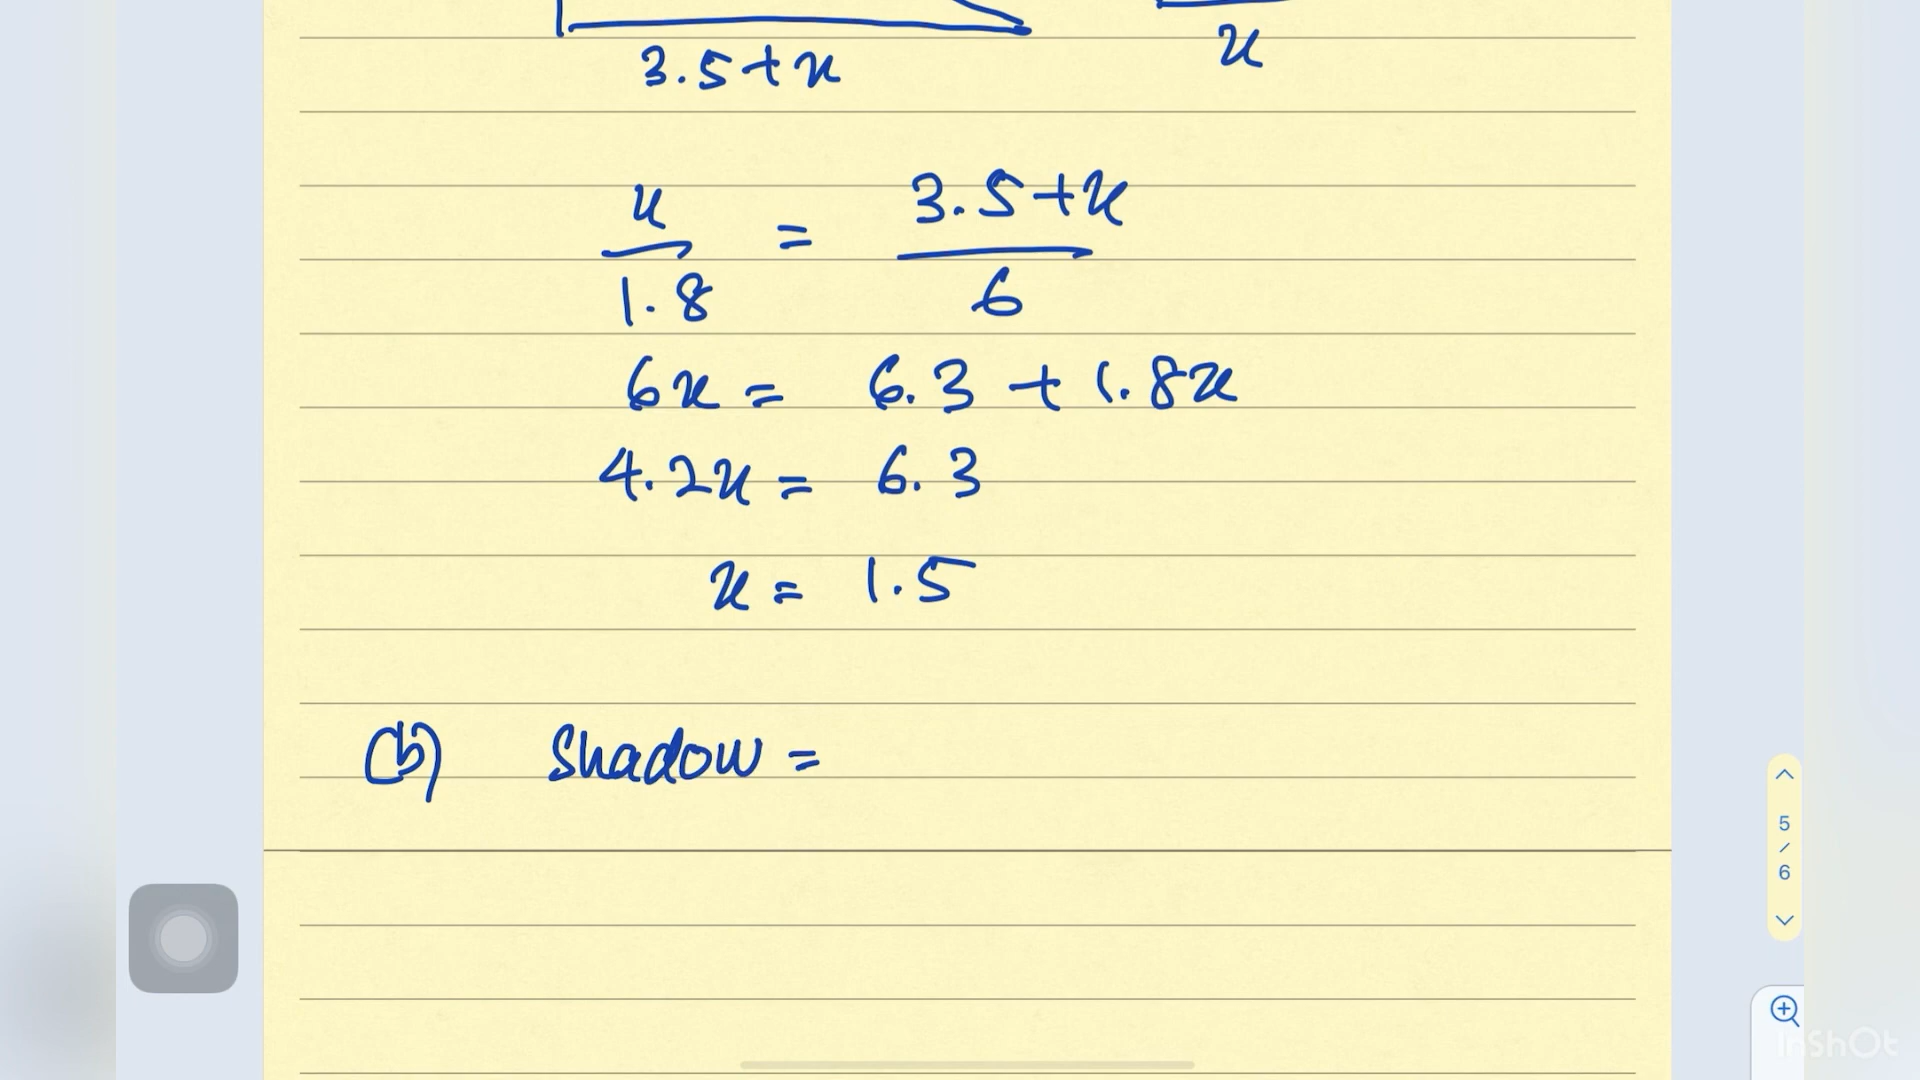 3.5+x
x
x/1.8 = 3.5+x/6
6x = 6.3 + 1.8x
4.2x = 6.3
x = 1.5
(b) Shadow =
5
/
6
InShOt